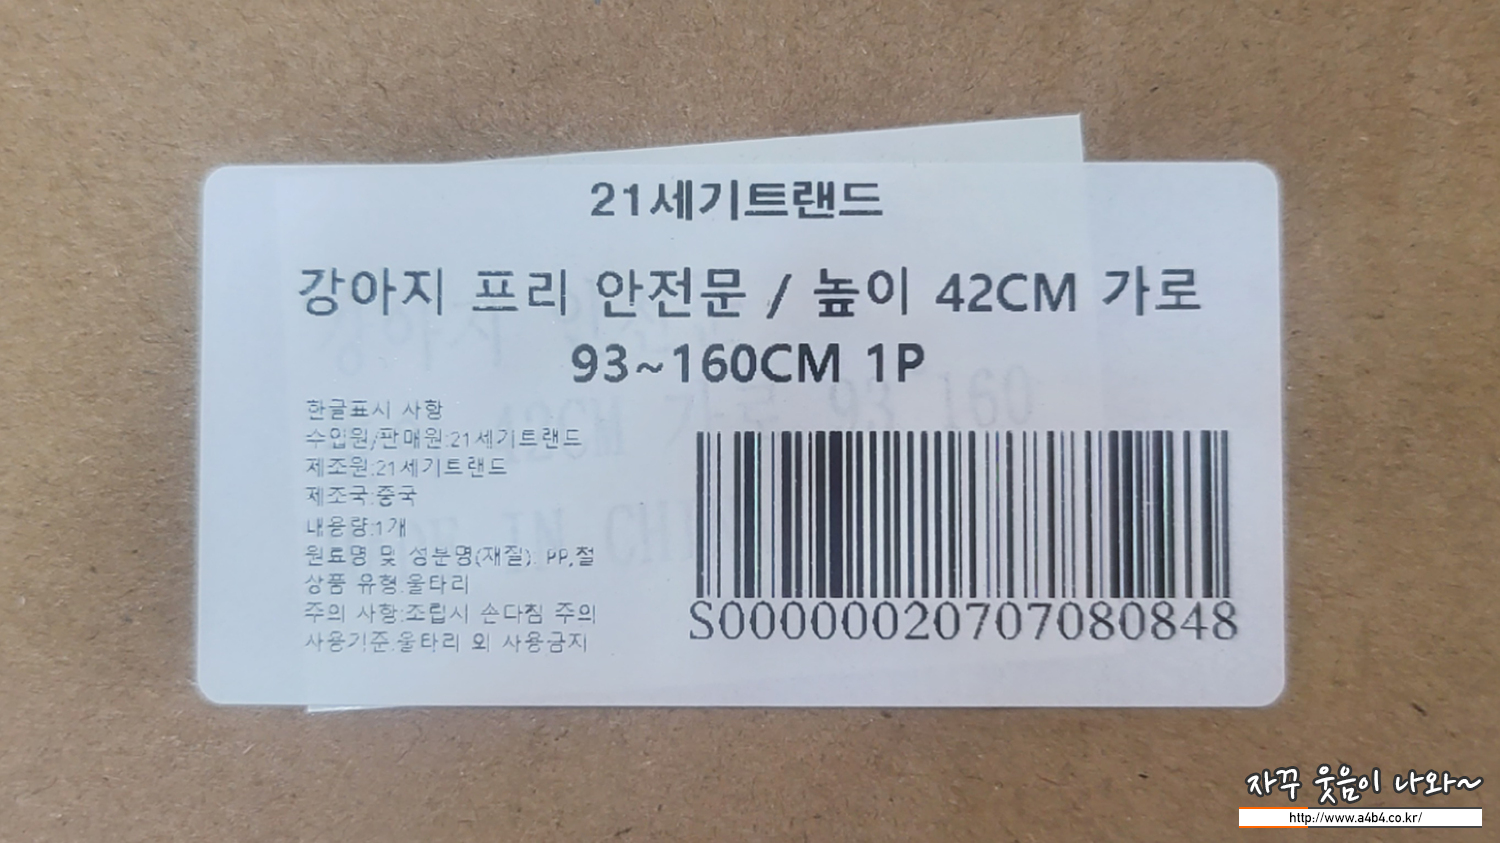 21세기트랜드
강아지 프리 안전문 / 높이 42CM 가로
93~160CM 1P
한글표시 사항
수입원/판매원:21세기트랜드
제조원:21세기트랜드
제조국:중국
내용량:1개
원료명 및 성분명(재질): PP,철
상품 유형:울타리
주의 사항:조립시 손다침 주의
사용기준:울타리 외 사용금지
S000000207070808​48
자꾸 웃음이 나와~
http://www.a4b4.co.kr/